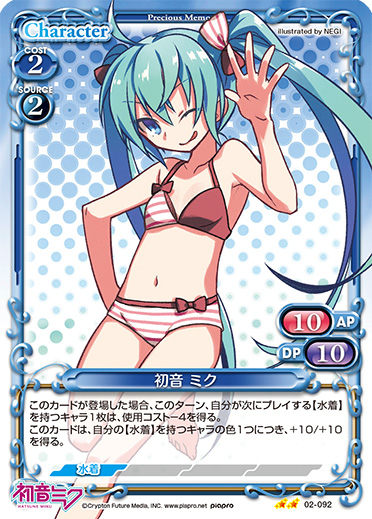 Precious Memo
Character
illustrated by NEGI
COST
2
SOURCE
2
10 AP
DP 10
初音 ミク
このカードが登場した場合、このターン、自分が次にプレイする【水着】
を持つキャラ1枚は、使用コスト－4を得る。
このカードは、自分の【水着】を持つキャラの色1つにつき、+10/+10
を得る。
水着
初音ミク
HATSUNE MIKU
©Crypton Future Media, INC. www.piapro.net piapro
02-092